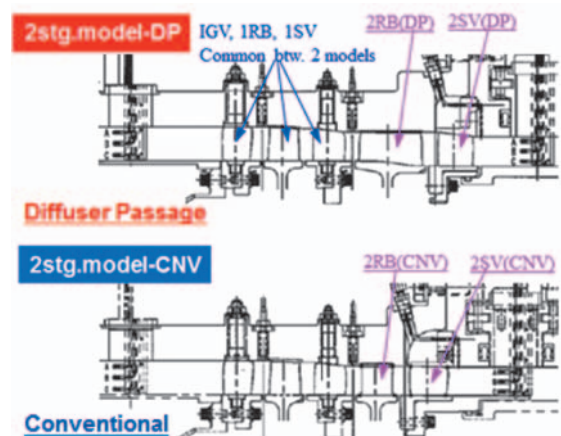 2stg.model-DP
IGV, 1RB, 1SV
Common btw. 2 models
2RB(DP)
2SV(DP)
Diffuser Passage
2stg.model-CNV
2RB(CNV)
2SV(CNV)
Conventional